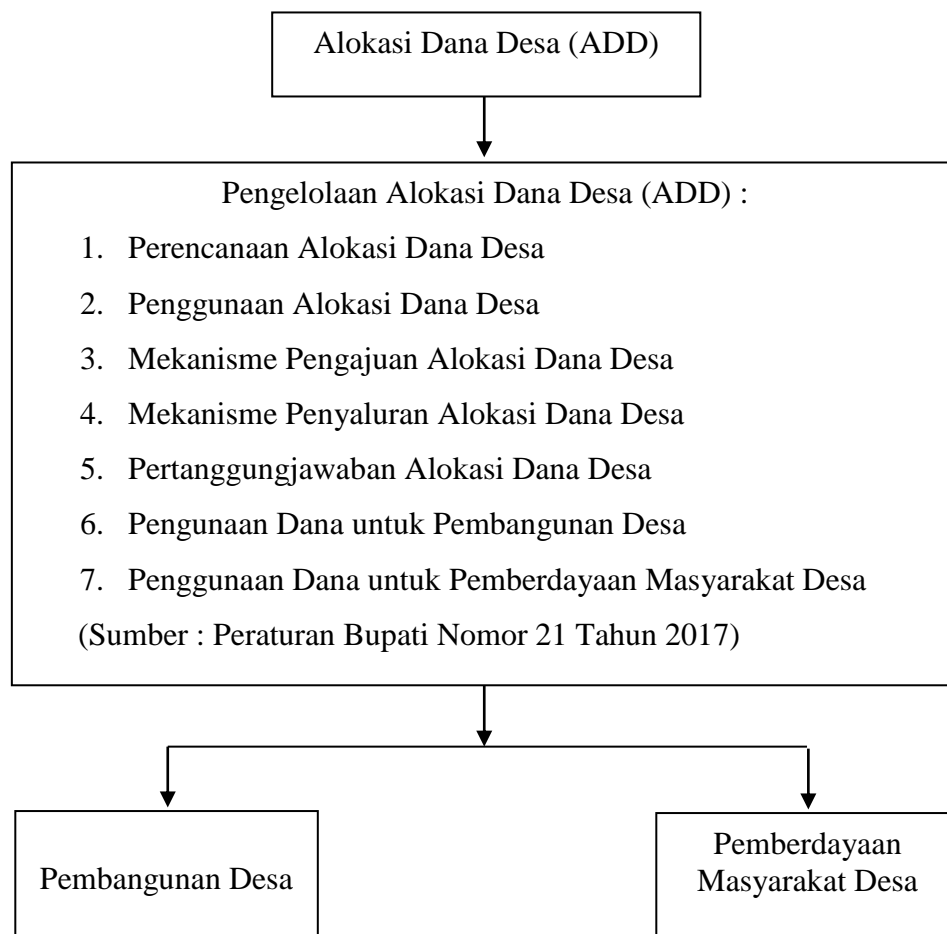 Alokasi Dana Desa (ADD)
Pengelolaan Alokasi Dana Desa (ADD) :
1. Perencanaan Alokasi Dana Desa
2. Penggunaan Alokasi Dana Desa
3. Mekanisme Pengajuan Alokasi Dana Desa
4. Mekanisme Penyaluran Alokasi Dana Desa
5. Pertanggungjawaban Alokasi Dana Desa
6. Pengunaan Dana untuk Pembangunan Desa
7. Penggunaan Dana untuk Pemberdayaan Masyarakat Desa
(Sumber : Peraturan Bupati Nomor 21 Tahun 2017)
Pembangunan Desa
Pemberdayaan
Masyarakat Desa